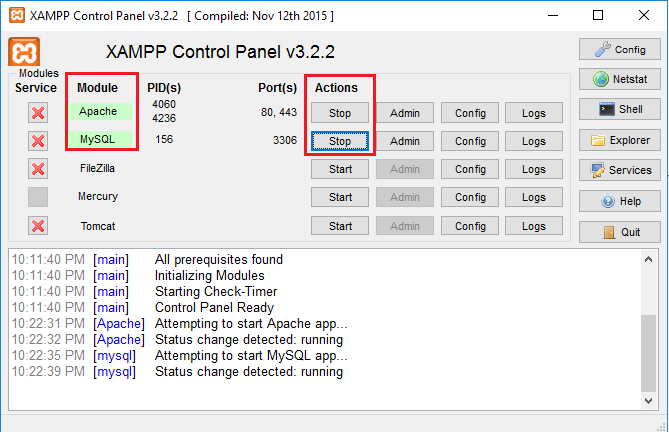 XAMPP Control Panel v3.2.2 [ Compiled: Nov 12th 2015 ]
XAMPP Control Panel v3.2.2
Config
Modules
Service Module PID(s) Port(s) Actions
Netstat
Apache 4060 4236 80, 443 Stop Admin Config Logs
Shell
MySQL 156 3306 Stop Admin Config Logs
Explorer
FileZilla Start Admin Config Logs
Services
Mercury Start Admin Config Logs
Help
Tomcat Start Admin Config Logs
Quit
10:11:40 PM [main] All prerequisites found
10:11:40 PM [main] Initializing Modules
10:11:40 PM [main] Starting Check-Timer
10:11:40 PM [main] Control Panel Ready
10:22:31 PM [Apache] Attempting to start Apache app...
10:22:32 PM [Apache] Status change detected: running
10:22:35 PM [mysql] Attempting to start MySQL app...
10:22:39 PM [mysql] Status change detected: running